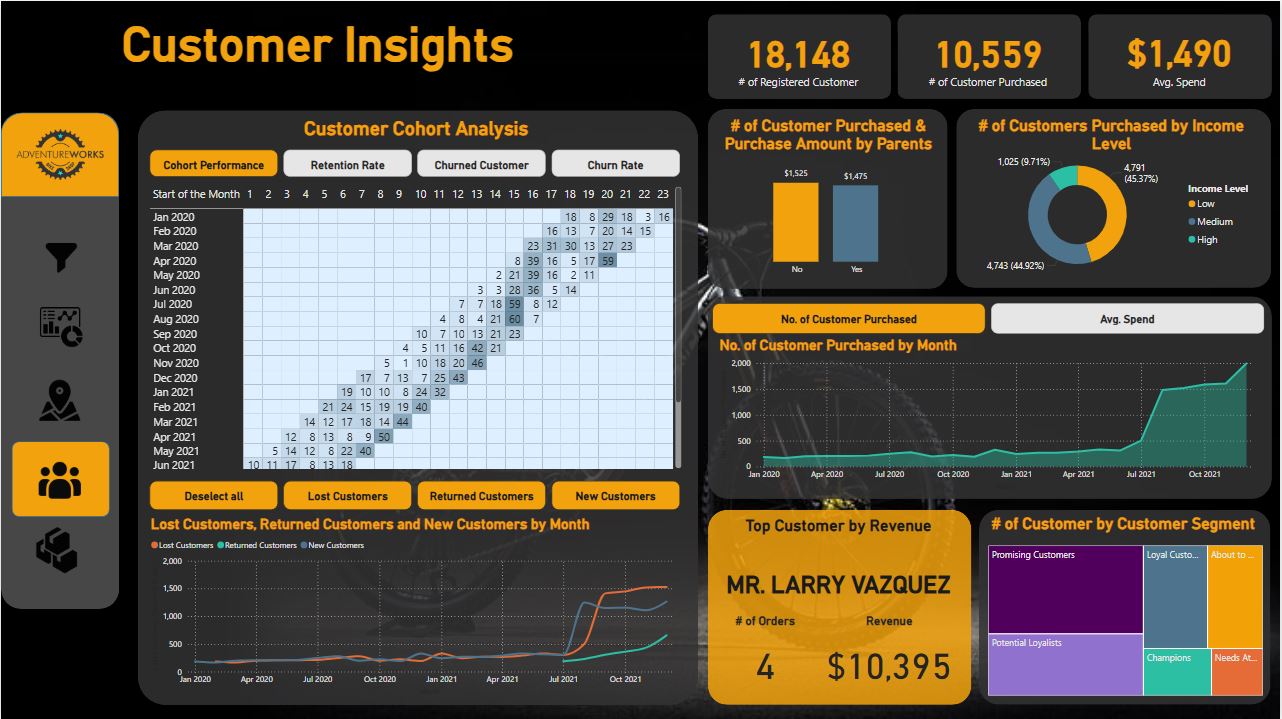 Customer Insights
18,148
# of Registered Customer
10,559
# of Customer Purchased
$1,490
Avg. Spend
ADVENTUREWORKS
Customer Cohort Analysis
Cohort Performance
Retention Rate
Churned Customer
Churn Rate
Start of the Month 1 2 3 4 5 6 7 8 9 10 11 12 13 14 15 16 17 18 19 20 21 22 23
Jan 2020 18 8 29 18 3 16
Feb 2020 16 13 7 20 14 15
Mar 2020 23 31 30 13 27 23
Apr 2020 8 39 16 5 17 59
May 2020 2 21 39 16 2 11
Jun 2020 3 3 28 36 5 14
Jul 2020 7 7 18 59 8 12
Aug 2020 4 8 4 21 60 7
Sep 2020 10 7 10 13 21 23
Oct 2020 4 5 11 16 42 21
Nov 2020 5 1 10 18 20 46
Dec 2020 17 7 13 7 25 43
Jan 2021 19 10 10 8 24 32
Feb 2021 21 24 15 19 19 40
Mar 2021 14 12 17 18 14 44
Apr 2021 12 8 13 8 9 50
May 2021 5 14 12 8 22 40
Jun 2021 10 11 17 8 13 18
Deselect all
Lost Customers
Returned Customers
New Customers
Lost Customers, Returned Customers and New Customers by Month
Lost Customers Returned Customers New Customers
2,000
1,500
1,000
500
0
Jan 2020 Apr 2020 Jul 2020 Oct 2020 Jan 2021 Apr 2021 Jul 2021 Oct 2021
# of Customer Purchased &
Purchase Amount by Parents
$1,525
$1,475
No
Yes
# of Customers Purchased by Income
Level
1,025 (9.71%)
4,791
(45.37%)
4,743 (44.92%)
Income Level
Low
Medium
High
No. of Customer Purchased
Avg. Spend
No. of Customer Purchased by Month
2,000
1,500
1,000
500
0
Jan 2020 Apr 2020 Jul 2020 Oct 2020 Jan 2021 Apr 2021 Jul 2021 Oct 2021
Top Customer by Revenue
MR. LARRY VAZQUEZ
# of Orders
Revenue
4
$10,395
# of Customer by Customer Segment
Promising Customers
Loyal Custo...
About to ...
Potential Loyalists
Champions
Needs At...